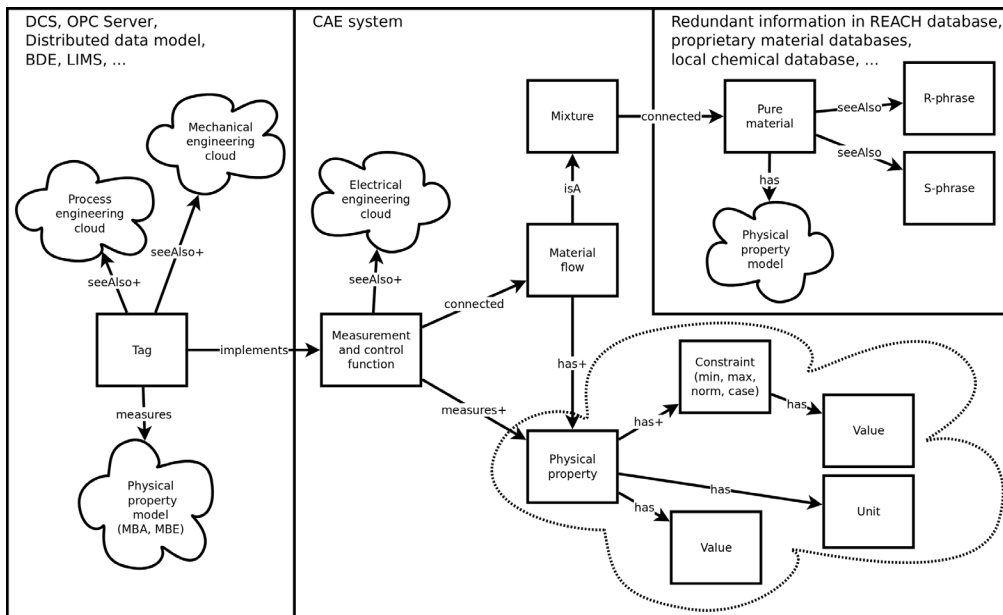 DCS, OPC Server,
Distributed data model,
BDE, LIMS, ...
Mechanical
engineering
cloud
Process
engineering
cloud
seeAlso+
seeAlso+
Tag
implements
measures
Physical
property
model
(MBA, MBE)
CAE system
Electrical
engineering
cloud
seeAlso+
Measurement
and control
function
connected
measures+
Mixture
connected
isA
Material
flow
has+
Physical
property
has+
Constraint
(min, max,
norm, case)
has
Value
has
Unit
has
Value
Redundant information in REACH database,
proprietary material databases,
local chemical database, ...
Pure
material
seeAlso
R-phrase
seeAlso
S-phrase
has
Physical
property
model